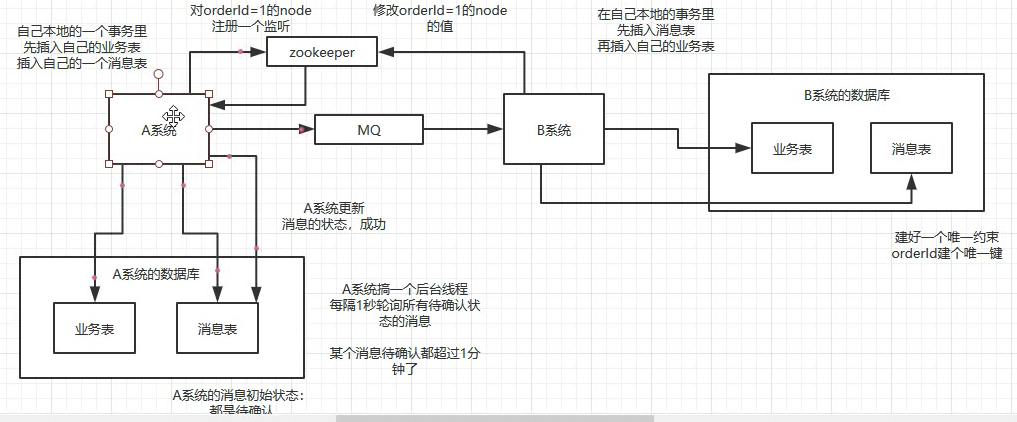 对orderId=1的node
注册一个监听
修改orderId=1的node
的值
自己本地的一个事务里
先插入自己的业务表
插入自己的一个消息表
在自己本地的事务里
先插入消息表
再插入自己的业务表
zookeeper
A系统
MQ
B系统
B系统的数据库
业务表
消息表
A系统更新
消息的状态，成功
建好一个唯一约束
orderId建个唯一键
A系统的数据库
业务表
消息表
A系统搞一个后台线程
每隔1秒轮询所有待确认状
态的消息
某个消息待确认都超过1分
钟了
A系统的消息初始状态：
都是待确认